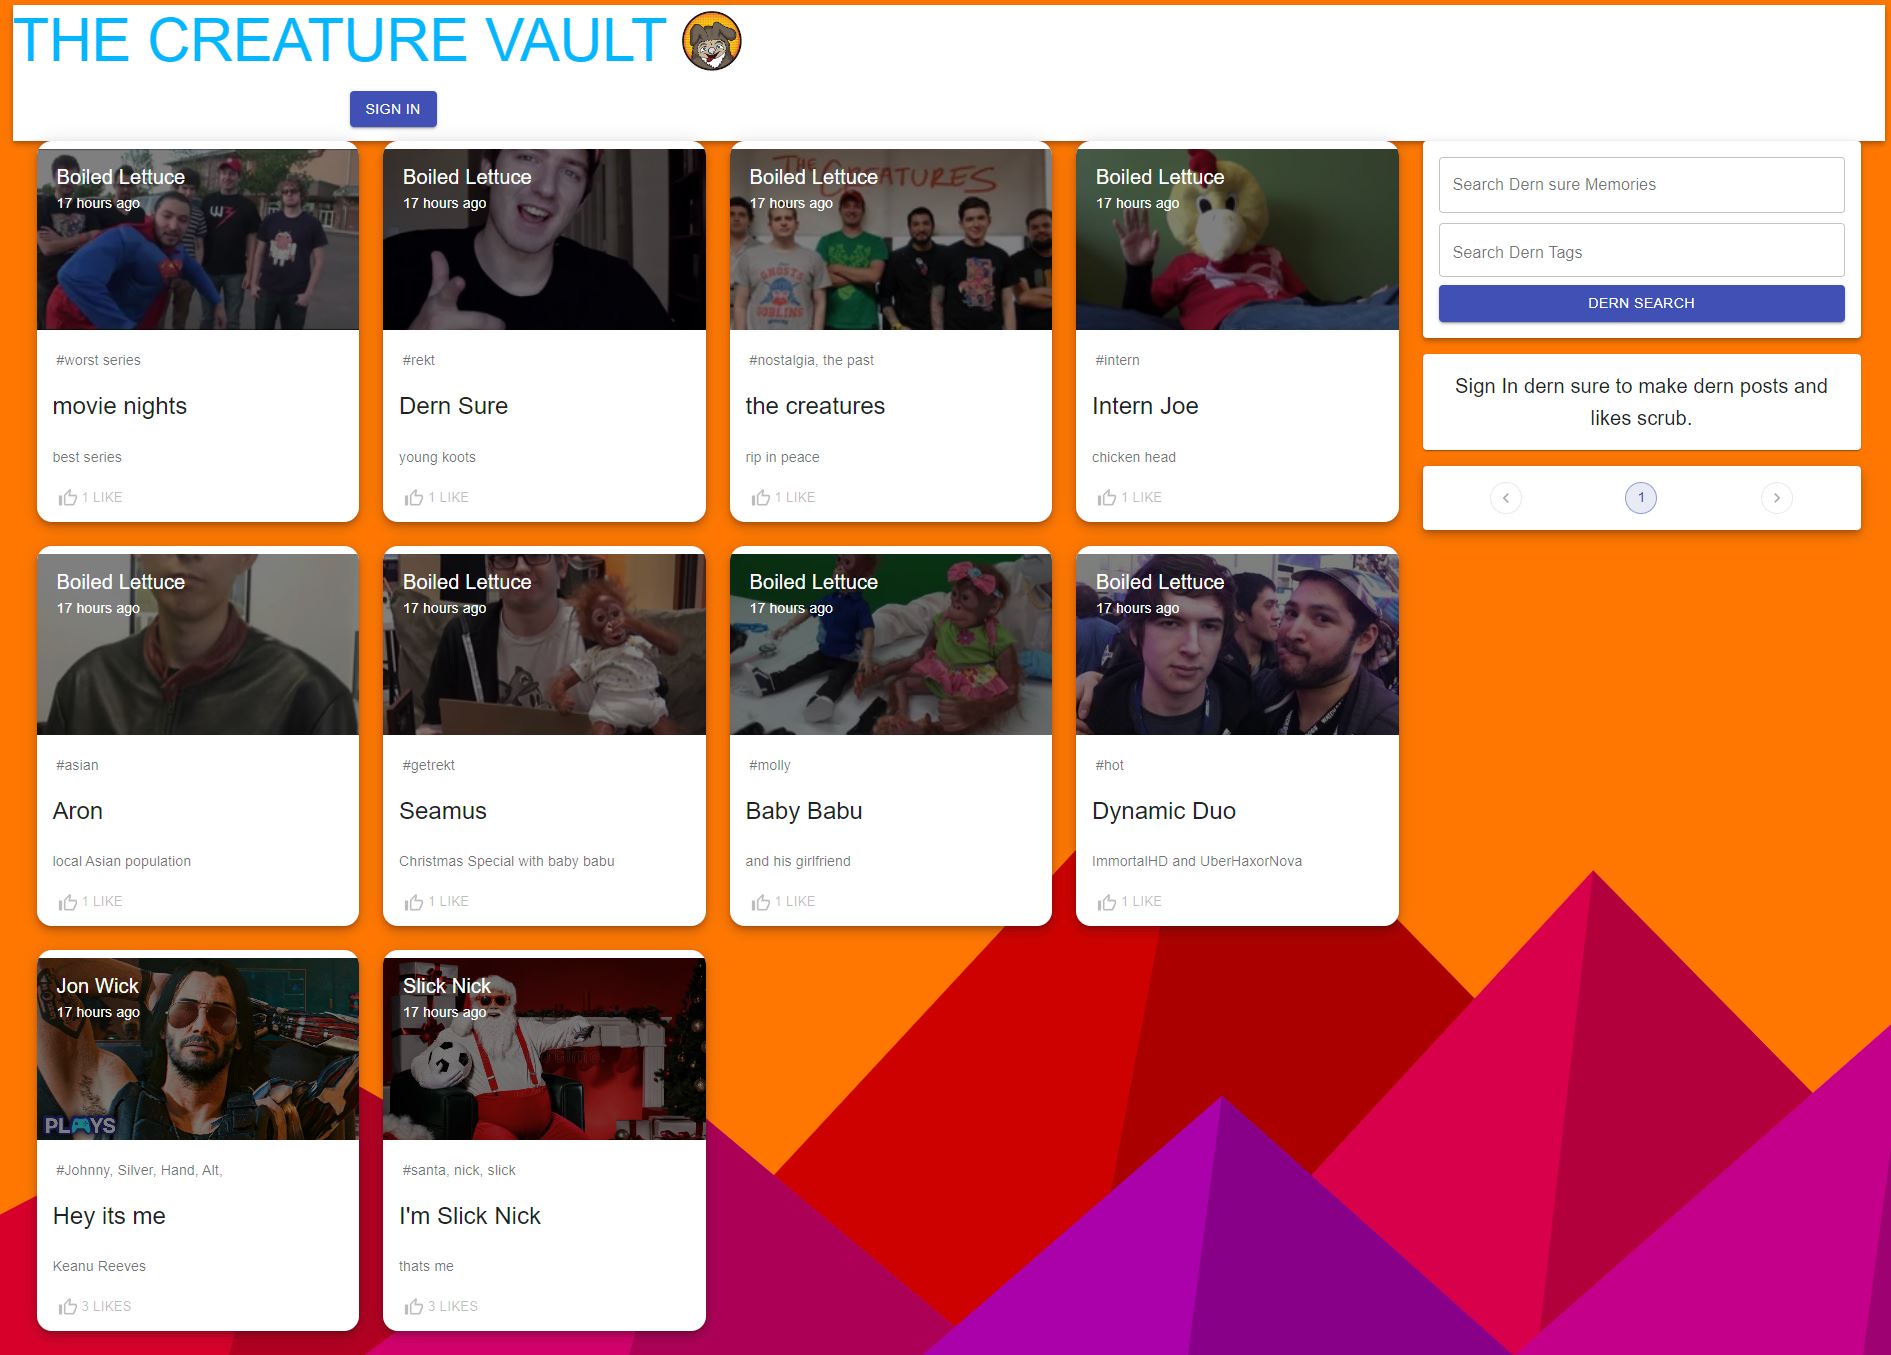 THE CREATURE VAULT
SIGN IN
Boiled Lettuce
17 hours ago
#worst series
movie nights
best series
1 LIKE
Boiled Lettuce
17 hours ago
#rekt
Dern Sure
young koots
1 LIKE
THE CREATURES
Boiled Lettuce
17 hours ago
GHOSTS
GOBLINS
#nostalgia, the past
the creatures
rip in peace
1 LIKE
Boiled Lettuce
17 hours ago
#intern
Intern Joe
chicken head
1 LIKE
Search Dern sure Memories
Search Dern Tags
DERN SEARCH
Sign In dern sure to make dern posts and
likes scrub.
1
Boiled Lettuce
17 hours ago
#asian
Aron
local Asian population
1 LIKE
Boiled Lettuce
17 hours ago
#getrekt
Seamus
Christmas Special with baby babu
1 LIKE
Boiled Lettuce
17 hours ago
#molly
Baby Babu
and his girlfriend
1 LIKE
Boiled Lettuce
17 hours ago
#hot
Dynamic Duo
ImmortalHD and UberHaxorNova
1 LIKE
Jon Wick
17 hours ago
PLAYS
#Johnny, Silver, Hand, Alt,
Hey its me
Keanu Reeves
3 LIKES
Slick Nick
17 hours ago
#santa, nick, slick
I'm Slick Nick
thats me
3 LIKES